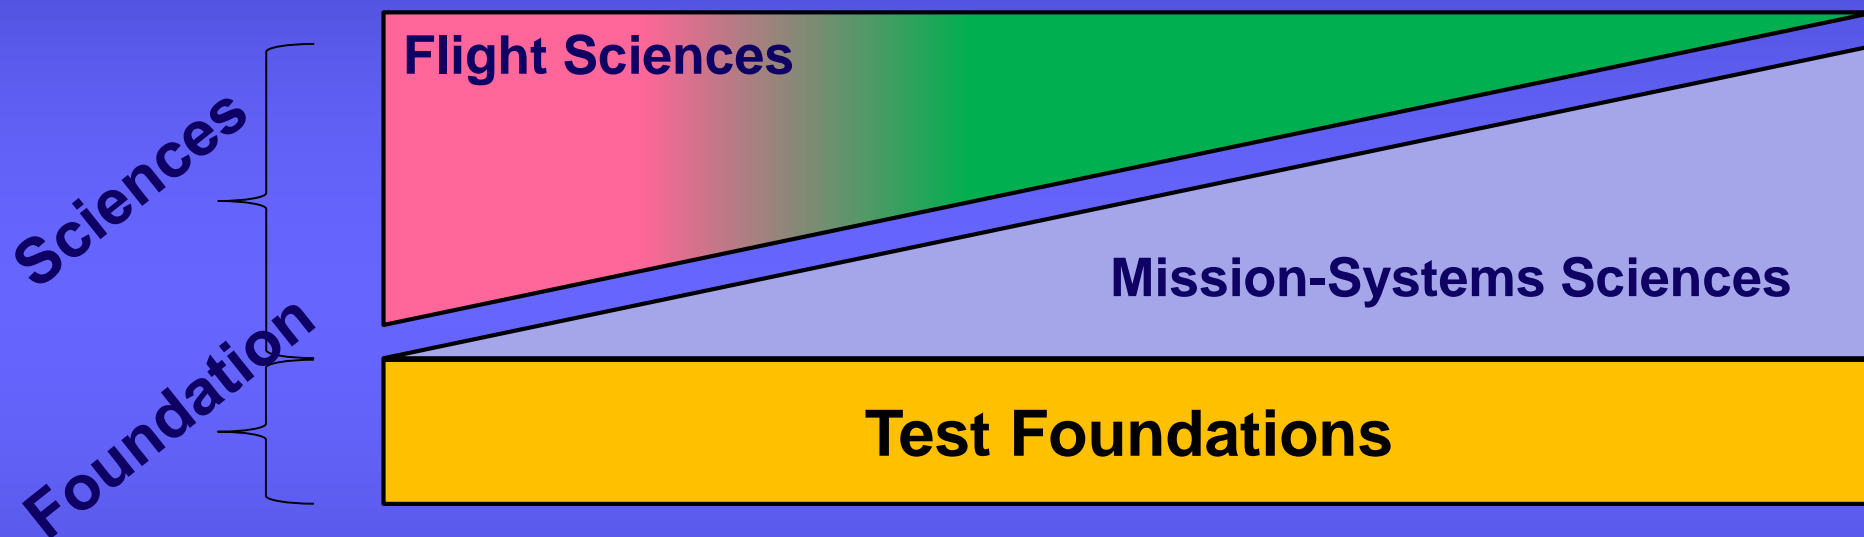 Flight Sciences
Sciences
Mission-Systems Sciences
Foundation
Test Foundations